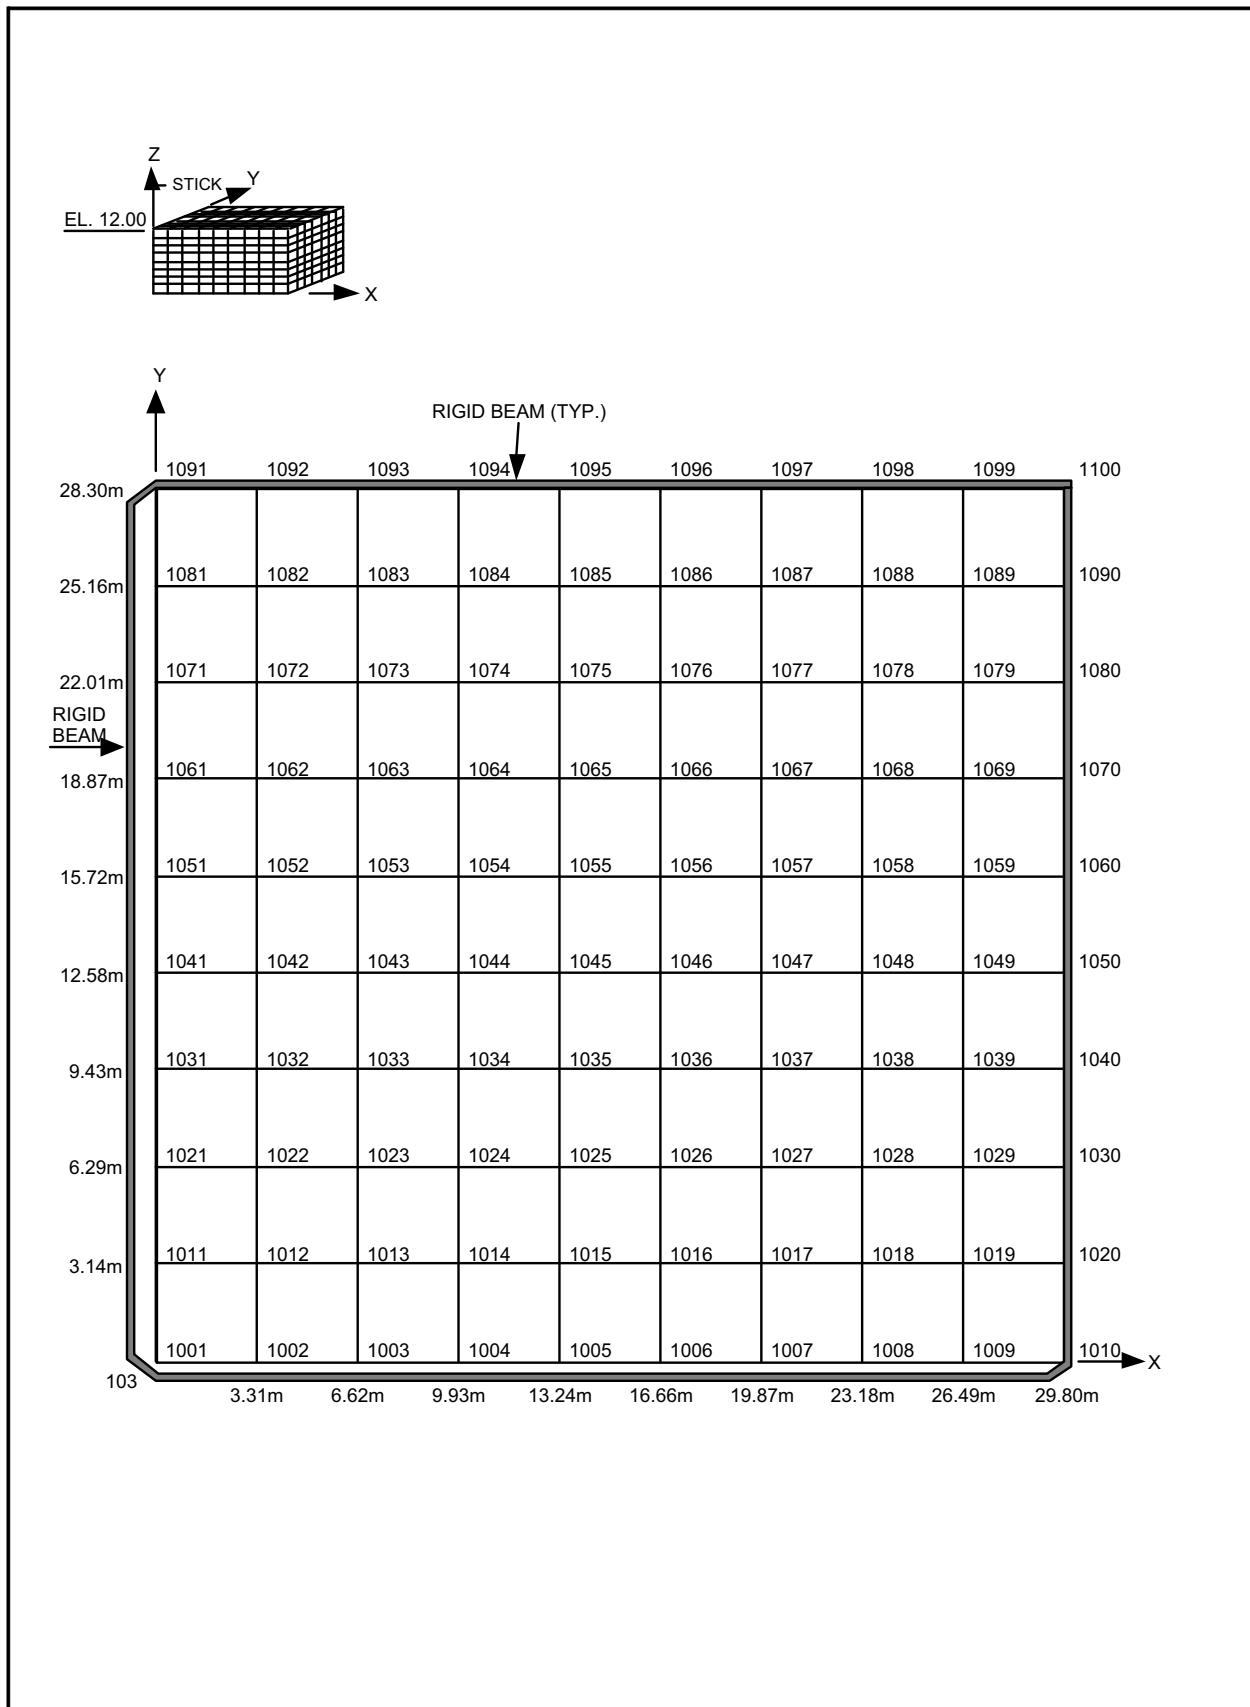 Z
STICK Y
EL. 12.00
X
Y
RIGID BEAM (TYP.)
1091 1092 1093 1094 1095 1096 1097 1098 1099 1100
28.30m
1081 1082 1083 1084 1085 1086 1087 1088 1089 1090
25.16m
1071 1072 1073 1074 1075 1076 1077 1078 1079 1080
22.01m
RIGID
BEAM
1061 1062 1063 1064 1065 1066 1067 1068 1069 1070
18.87m
1051 1052 1053 1054 1055 1056 1057 1058 1059 1060
15.72m
1041 1042 1043 1044 1045 1046 1047 1048 1049 1050
12.58m
1031 1032 1033 1034 1035 1036 1037 1038 1039 1040
9.43m
1021 1022 1023 1024 1025 1026 1027 1028 1029 1030
6.29m
1011 1012 1013 1014 1015 1016 1017 1018 1019 1020
3.14m
1001 1002 1003 1004 1005 1006 1007 1008 1009 1010 X
103
3.31m 6.62m 9.93m 13.24m 16.66m 19.87m 23.18m 26.49m 29.80m